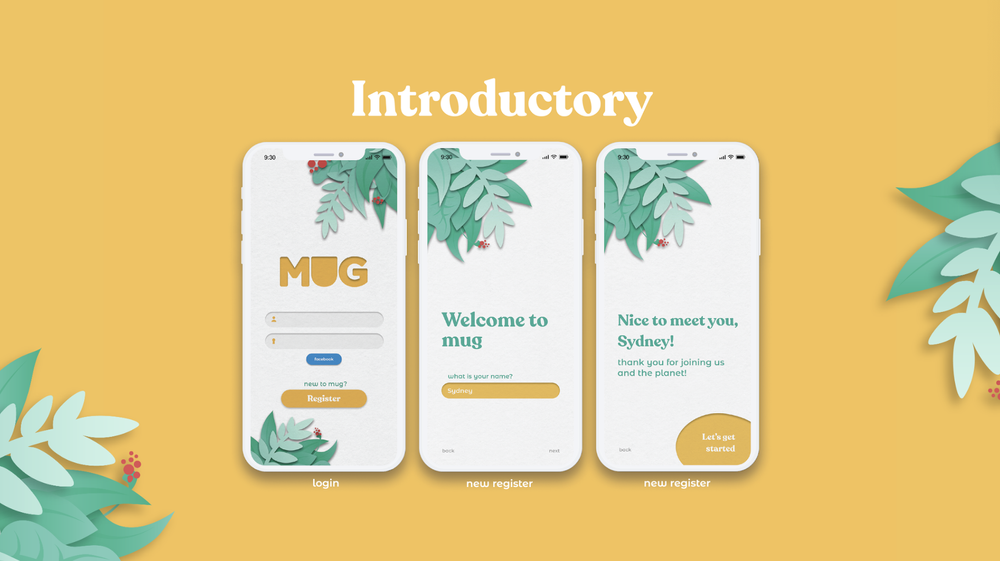 Introductory
9:30
MUG
facebook
new to mug?
Register
login
9:30
Welcome to
mug
what is your name?
Sydney
back
next
new register
9:30
Nice to meet you,
Sydney!
thank you for joining us
and the planet!
Let's get
started
back
new register